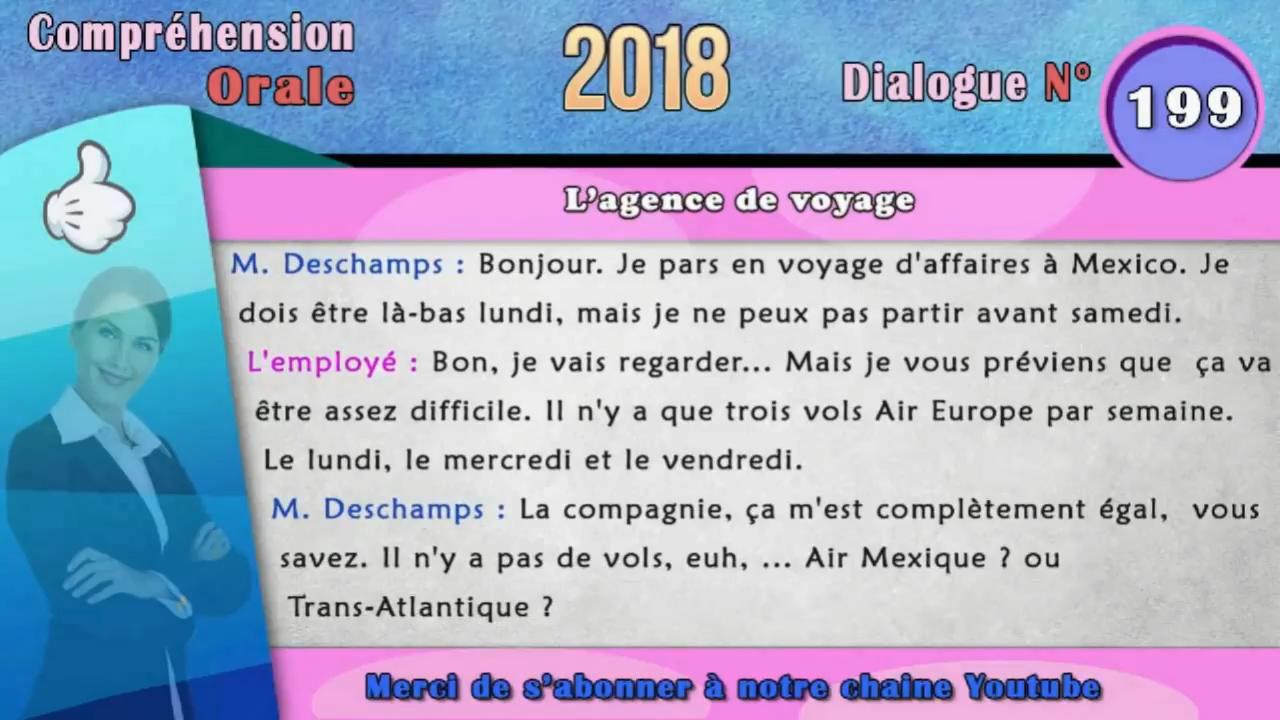 Compréhension
Orale
2018
Dialogue N°
199
L'agence de voyage
M. Deschamps : Bonjour. Je pars en voyage d'affaires à Mexico. Je
dois être là-bas lundi, mais je ne peux pas partir avant samedi.
L'employé : Bon, je vais regarder... Mais je vous préviens que ça va
être assez difficile. Il n'y a que trois vols Air Europe par semaine.
Le lundi, le mercredi et le vendredi.
M. Deschamps : La compagnie, ça m'est complètement égal, vous
savez. Il n'y a pas de vols, euh, ... Air Mexique ? ou
Trans-Atlantique ?
Merci de s'abonner à notre chaine Youtube